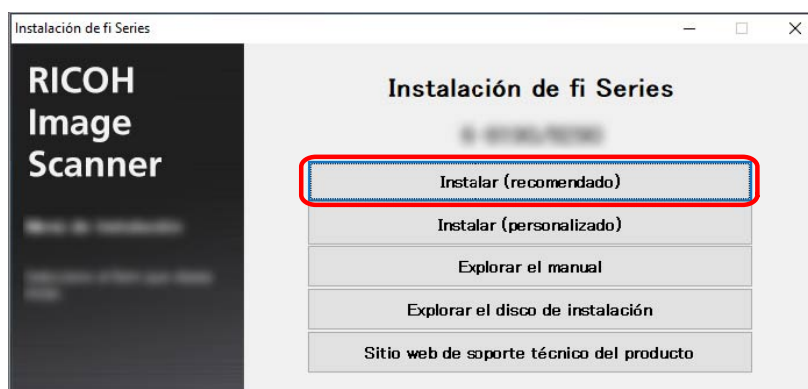 Instalación de fi Series
RICOH
Image
Scanner
Instalación de fi Series
Instalar (recomendado)
Instalar (personalizado)
Explorar el manual
Explorar el disco de instalación
Sitio web de soporte técnico del producto